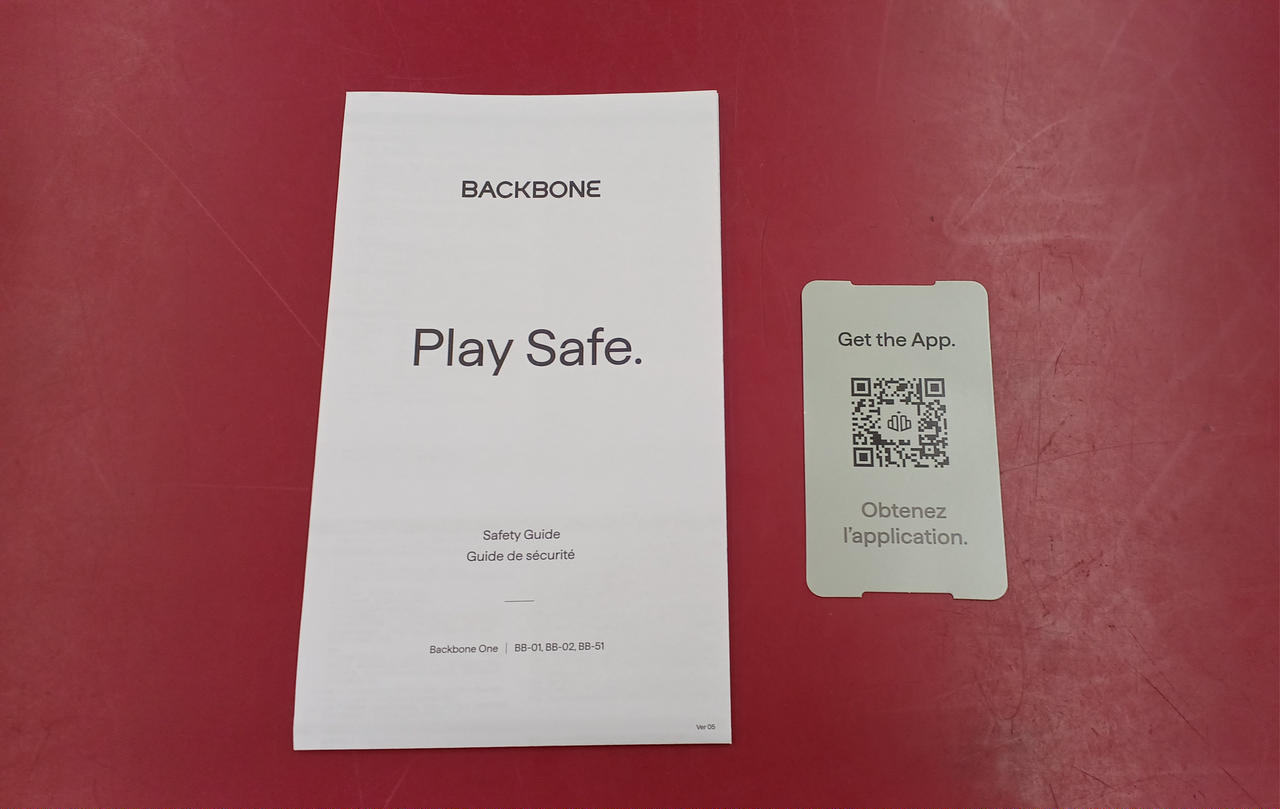 BACKBONE
Play Safe.
Safety Guide
Guide de sécurité
Backbone One | BB-01, BB-02, BB-51
Ver 05
Get the App.
Obtenez
l'application.